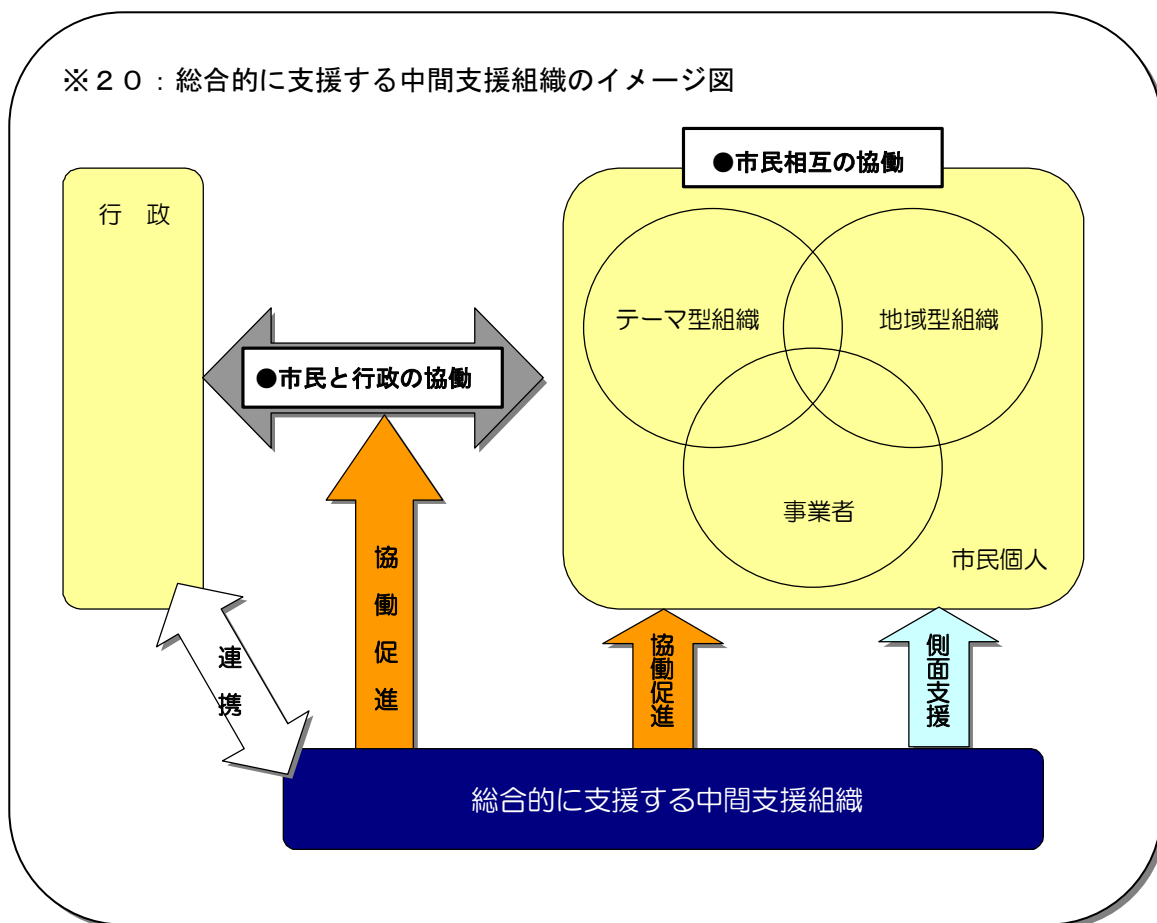 ※２０：総合的に支援する中間支援組織のイメージ図
●市民相互の協働
行　政
テーマ型組織
地域型組織
●市民と行政の協働
事業者
市民個人
協働促進
連携
協働促進
側面支援
総合的に支援する中間支援組織